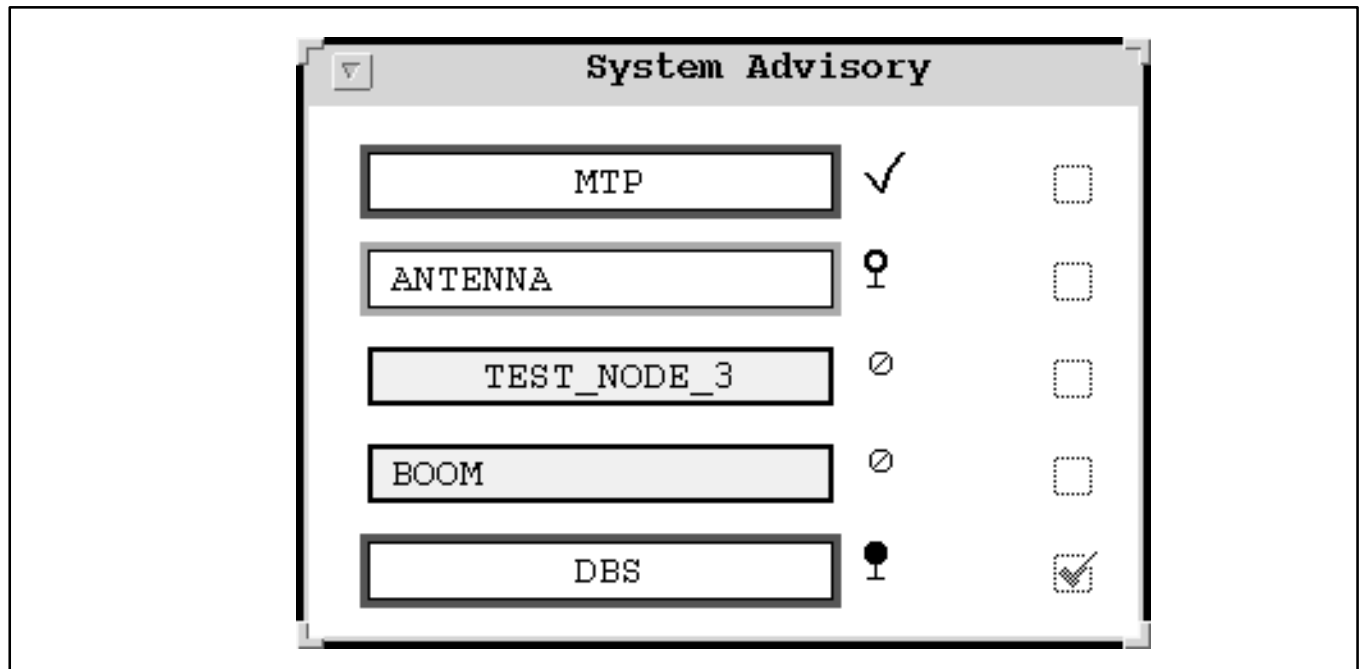 System Advisory
MTP
ANTENNA
TEST_NODE_3
BOOM
DBS